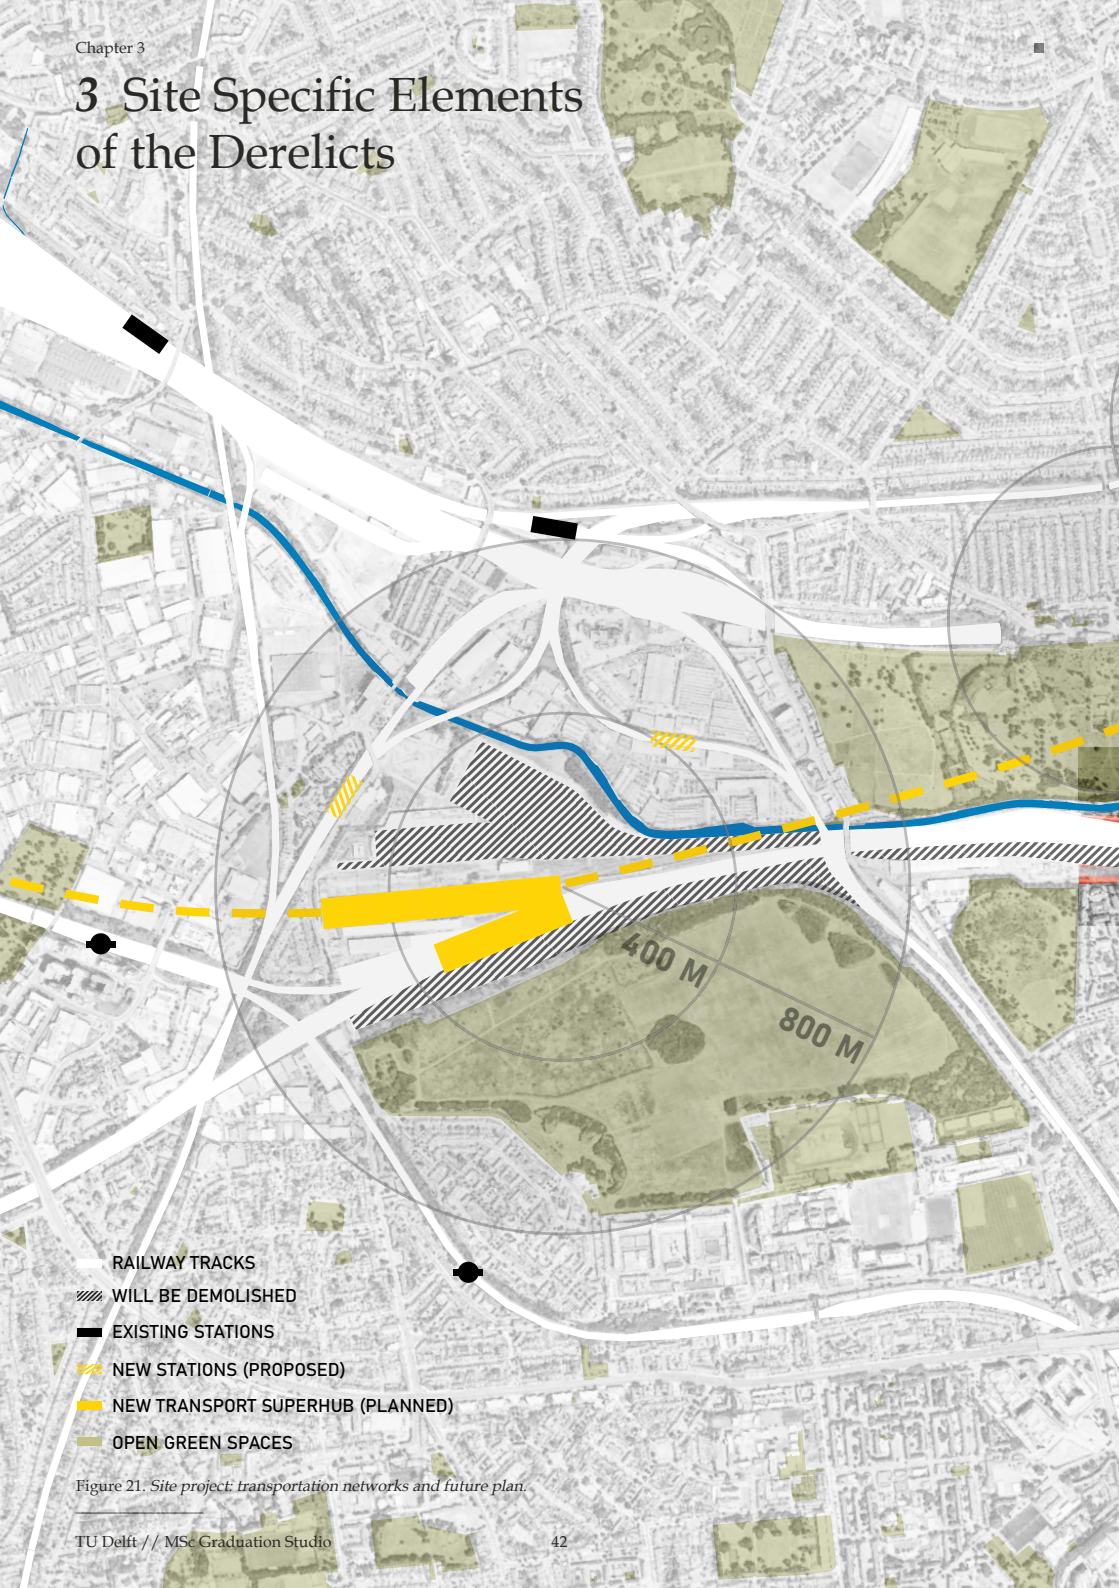 Chapter 3
3 Site Specific Elements
of the Derelicts
400 M
800 M
RAILWAY TRACKS
WILL BE DEMOLISHED
EXISTING STATIONS
NEW STATIONS (PROPOSED)
NEW TRANSPORT SUPERHUB (PLANNED)
OPEN GREEN SPACES
Figure 21. Site project: transportation networks and future plan.
TU Delft // MSc Graduation Studio
42